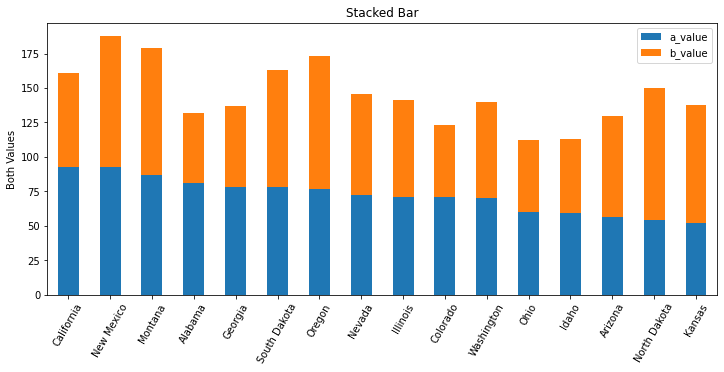 Stacked Bar
a_value
b_value
Both Values
175
150
125
100
75
50
25
0
California
New Mexico
Montana
Alabama
Georgia
South Dakota
Oregon
Nevada
Illinois
Colorado
Washington
Ohio
Idaho
Arizona
North Dakota
Kansas